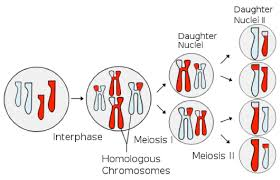 Daughter
Nuclei II
Daughter
Nuclei
Interphase
Meiosis I
Homologous
Chromosomes
Meiosis II